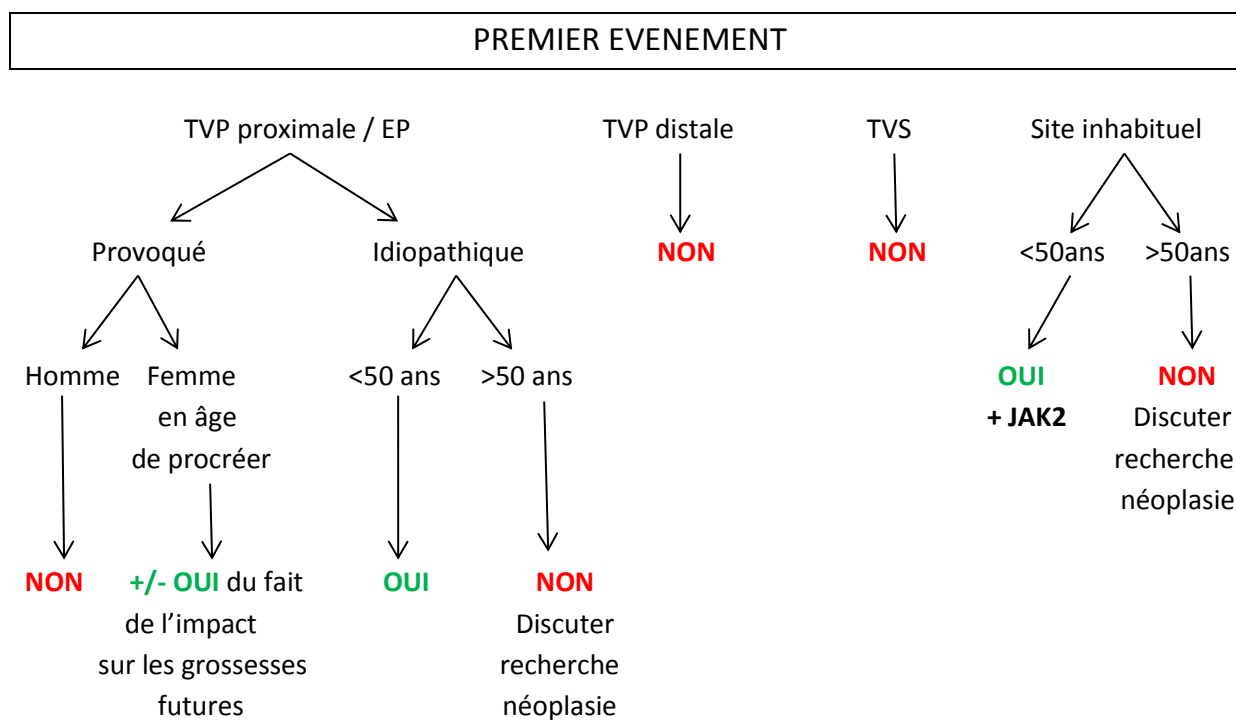 PREMIER EVENEMENT
TVP proximale / EP
TVP distale
TVS
Site inhabituel
Provoqué
Idiopathique
NON
NON
<50ans
>50ans
Homme
Femme
en âge
de procréer
<50 ans
>50 ans
OUI
+ JAK2
NON
Discuter
recherche
néoplasie
NON
+/- OUI du fait
de l'impact
sur les grossesses
futures
OUI
NON
Discuter
recherche
néoplasie